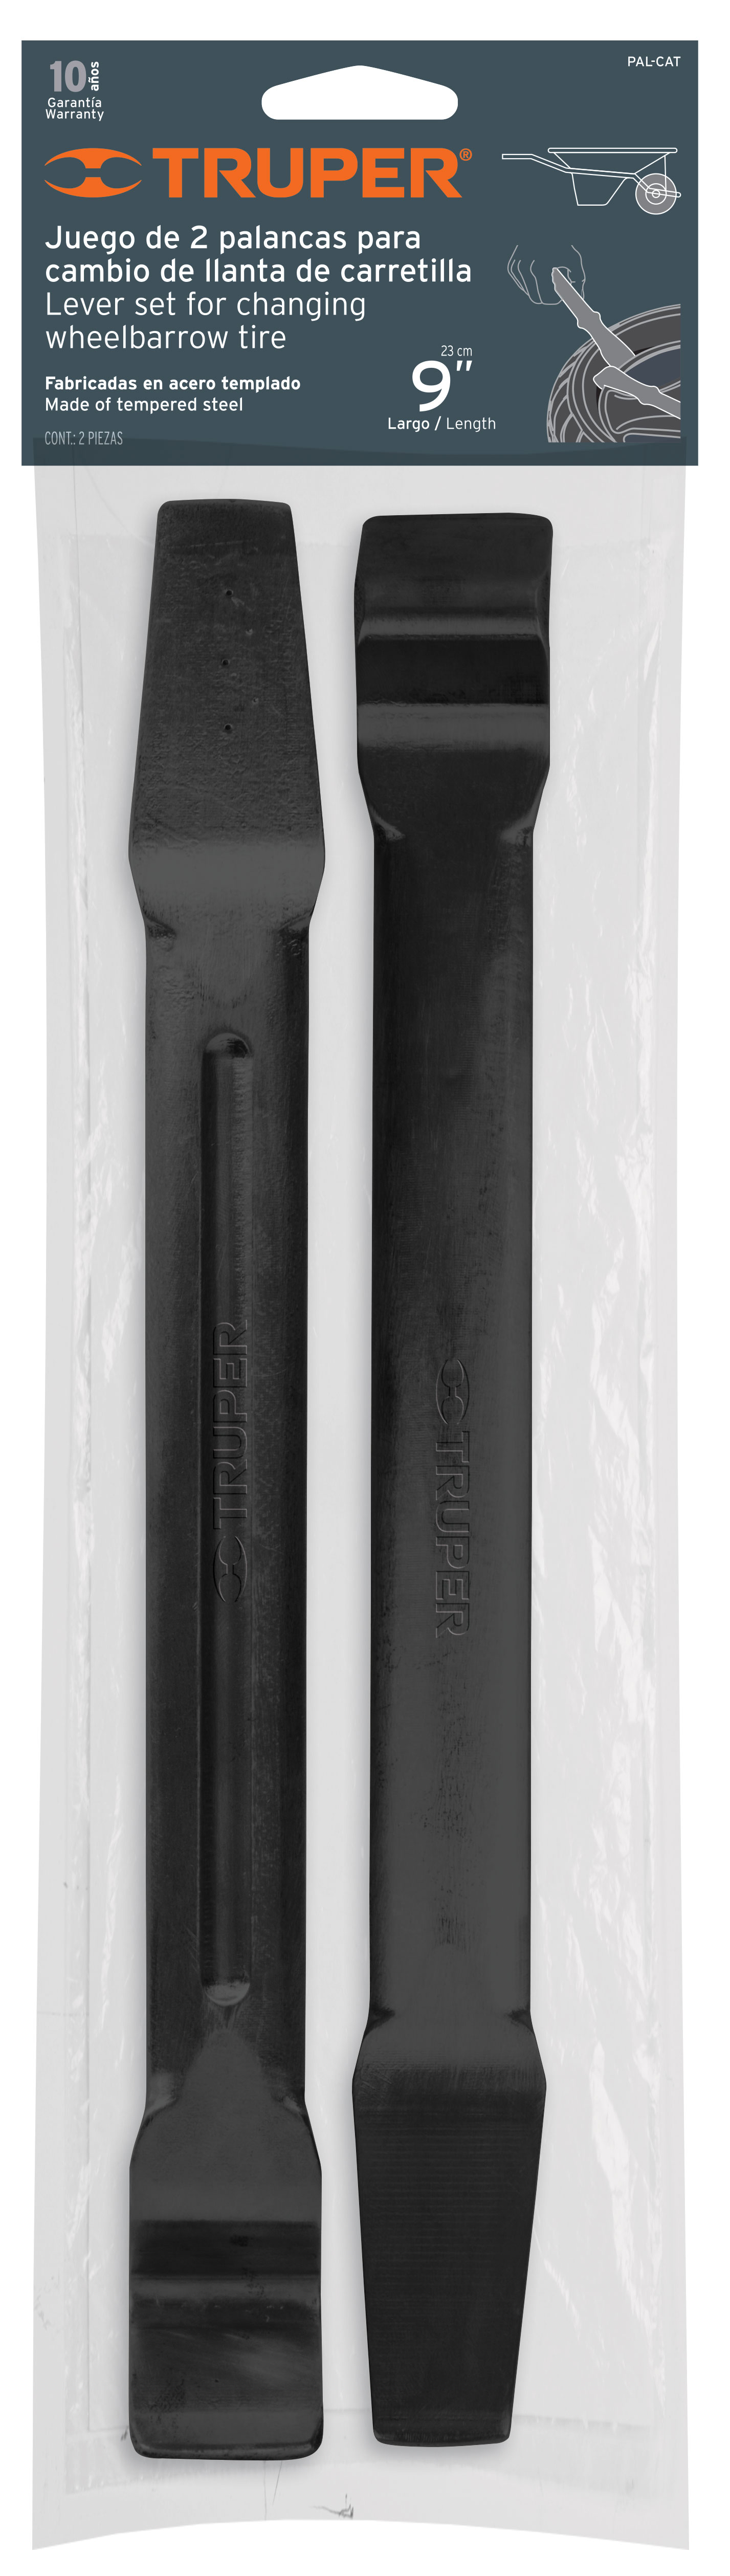 10 años
Garantía
Warranty
PAL-CAT
TRUPER®
Juego de 2 palancas para
cambio de llanta de carretilla
Lever set for changing
wheelbarrow tire
Fabricadas en acero templado
Made of tempered steel
CONT.: 2 PIEZAS
23 cm
9"
Largo / Length
TRUPER
TRUPER